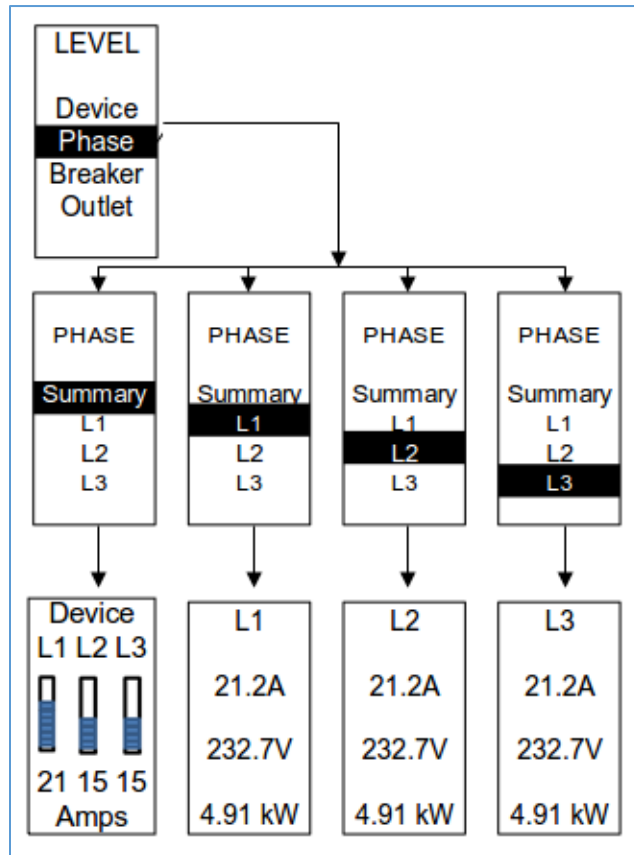 LEVEL
Device
Phase
Breaker
Outlet
PHASE
Summary
L1
L2
L3
PHASE
Summary
L1
L2
L3
PHASE
Summary
L1
L2
L3
PHASE
Summary
L1
L2
L3
Device
L1 L2 L3
21 15 15
Amps
L1
21.2A
232.7V
4.91 kW
L2
21.2A
232.7V
4.91 kW
L3
21.2A
232.7V
4.91 kW